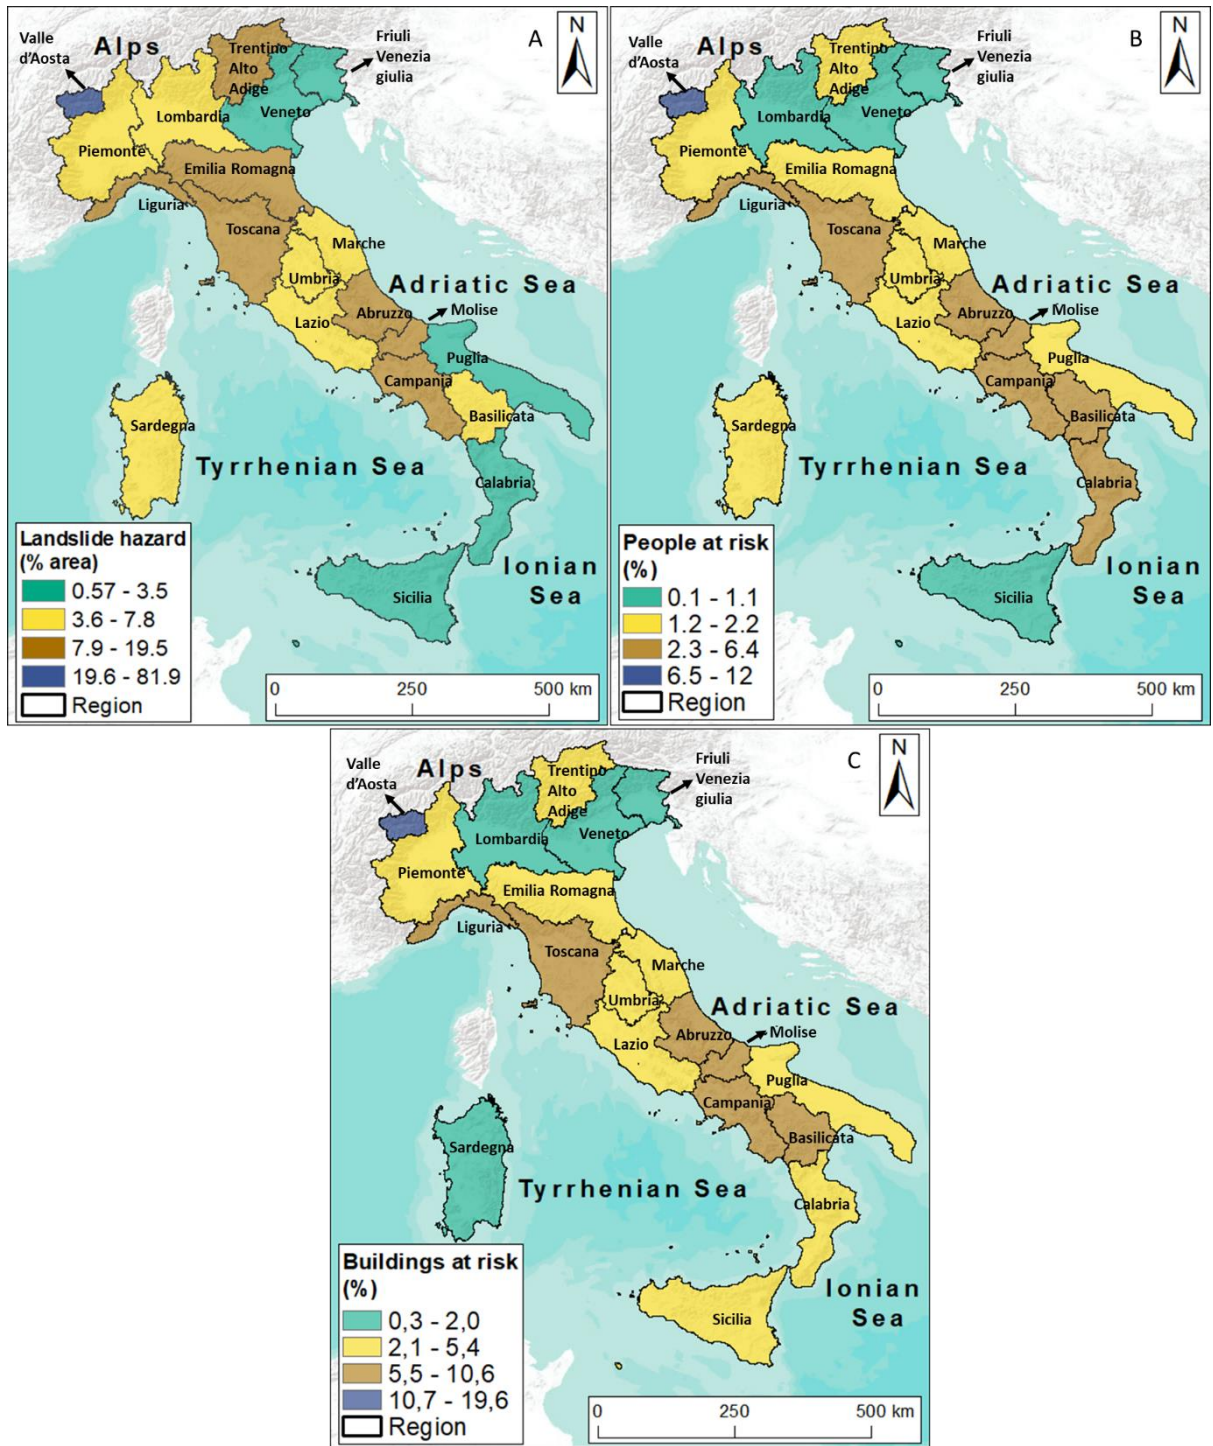 Valle
d'Aosta
Alps
Trentino
Alto
Adige
Friuli
Venezia
giulia
A
N
Lombardia
Veneto
Piemonte
Emilia Romagna
Liguria
Toscana
Marche
Umbria
Adriatic Sea
Abruzzo
Molise
Lazio
Puglia
Campania
Basilicata
Sardegna
Tyrrhenian Sea
Calabria
Landslide hazard
(% area)
0.57 - 3.5
3.6 - 7.8
7.9 - 19.5
19.6 - 81.9
Region
Ionian
Sea
Sicilia
0
250
500 km
Valle
d'Aosta
Alps
Trentino
Alto
Adige
Friuli
Venezia
giulia
B
N
Lombardia
Veneto
Piemonte
Emilia Romagna
Liguria
Toscana
Marche
Umbria
Adriatic Sea
Abruzzo
Molise
Lazio
Puglia
Campania
Basilicata
Sardegna
Tyrrhenian Sea
Calabria
People at risk
(%)
0.1 - 1.1
1.2 - 2.2
2.3 - 6.4
6.5 - 12
Region
Ionian
Sea
Sicilia
0
250
500 km
Valle
d'Aosta
Alps
Trentino
Alto
Adige
Friuli
Venezia
giulia
C
N
Lombardia
Veneto
Piemonte
Emilia Romagna
Liguria
Toscana
Marche
Umbria
Adriatic Sea
Abruzzo
Molise
Lazio
Puglia
Campania
Basilicata
Sardegna
Tyrrhenian Sea
Calabria
Buildings at risk
(%)
0,3 - 2,0
2,1 - 5,4
5,5 - 10,6
10,7 - 19,6
Region
Ionian
Sea
Sicilia
0
250
500 km